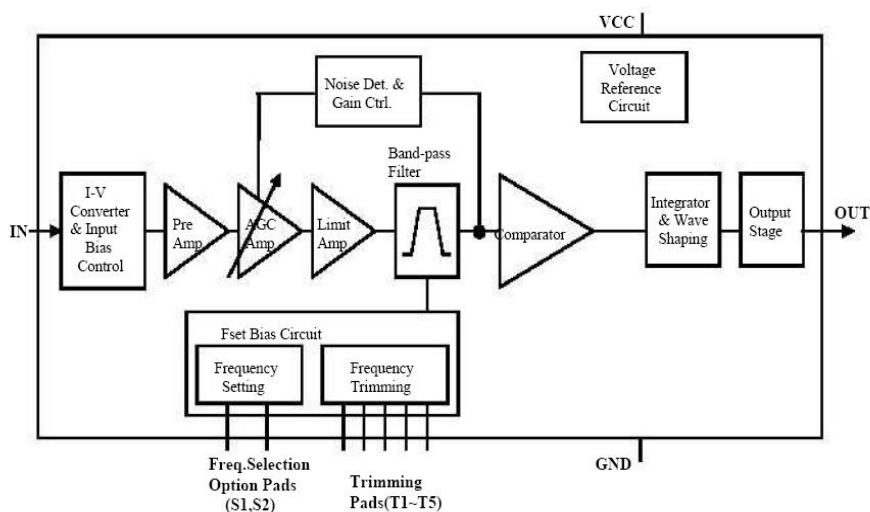 VCC
Voltage
Reference
Circuit
Noise Det. &
Gain Ctrl.
Band-pass
Filter
IN
I-V
Converter
& Input
Bias
Control
Pre
Amp
AGC
Amp
Limit
Amp
Comparator
Integrator
& Wave
Shaping
Output
Stage
OUT
Fset Bias Circuit
Frequency
Setting
Frequency
Trimming
Freq.Selection
Option Pads
(S1,S2)
Trimming
Pads(T1~T5)
GND